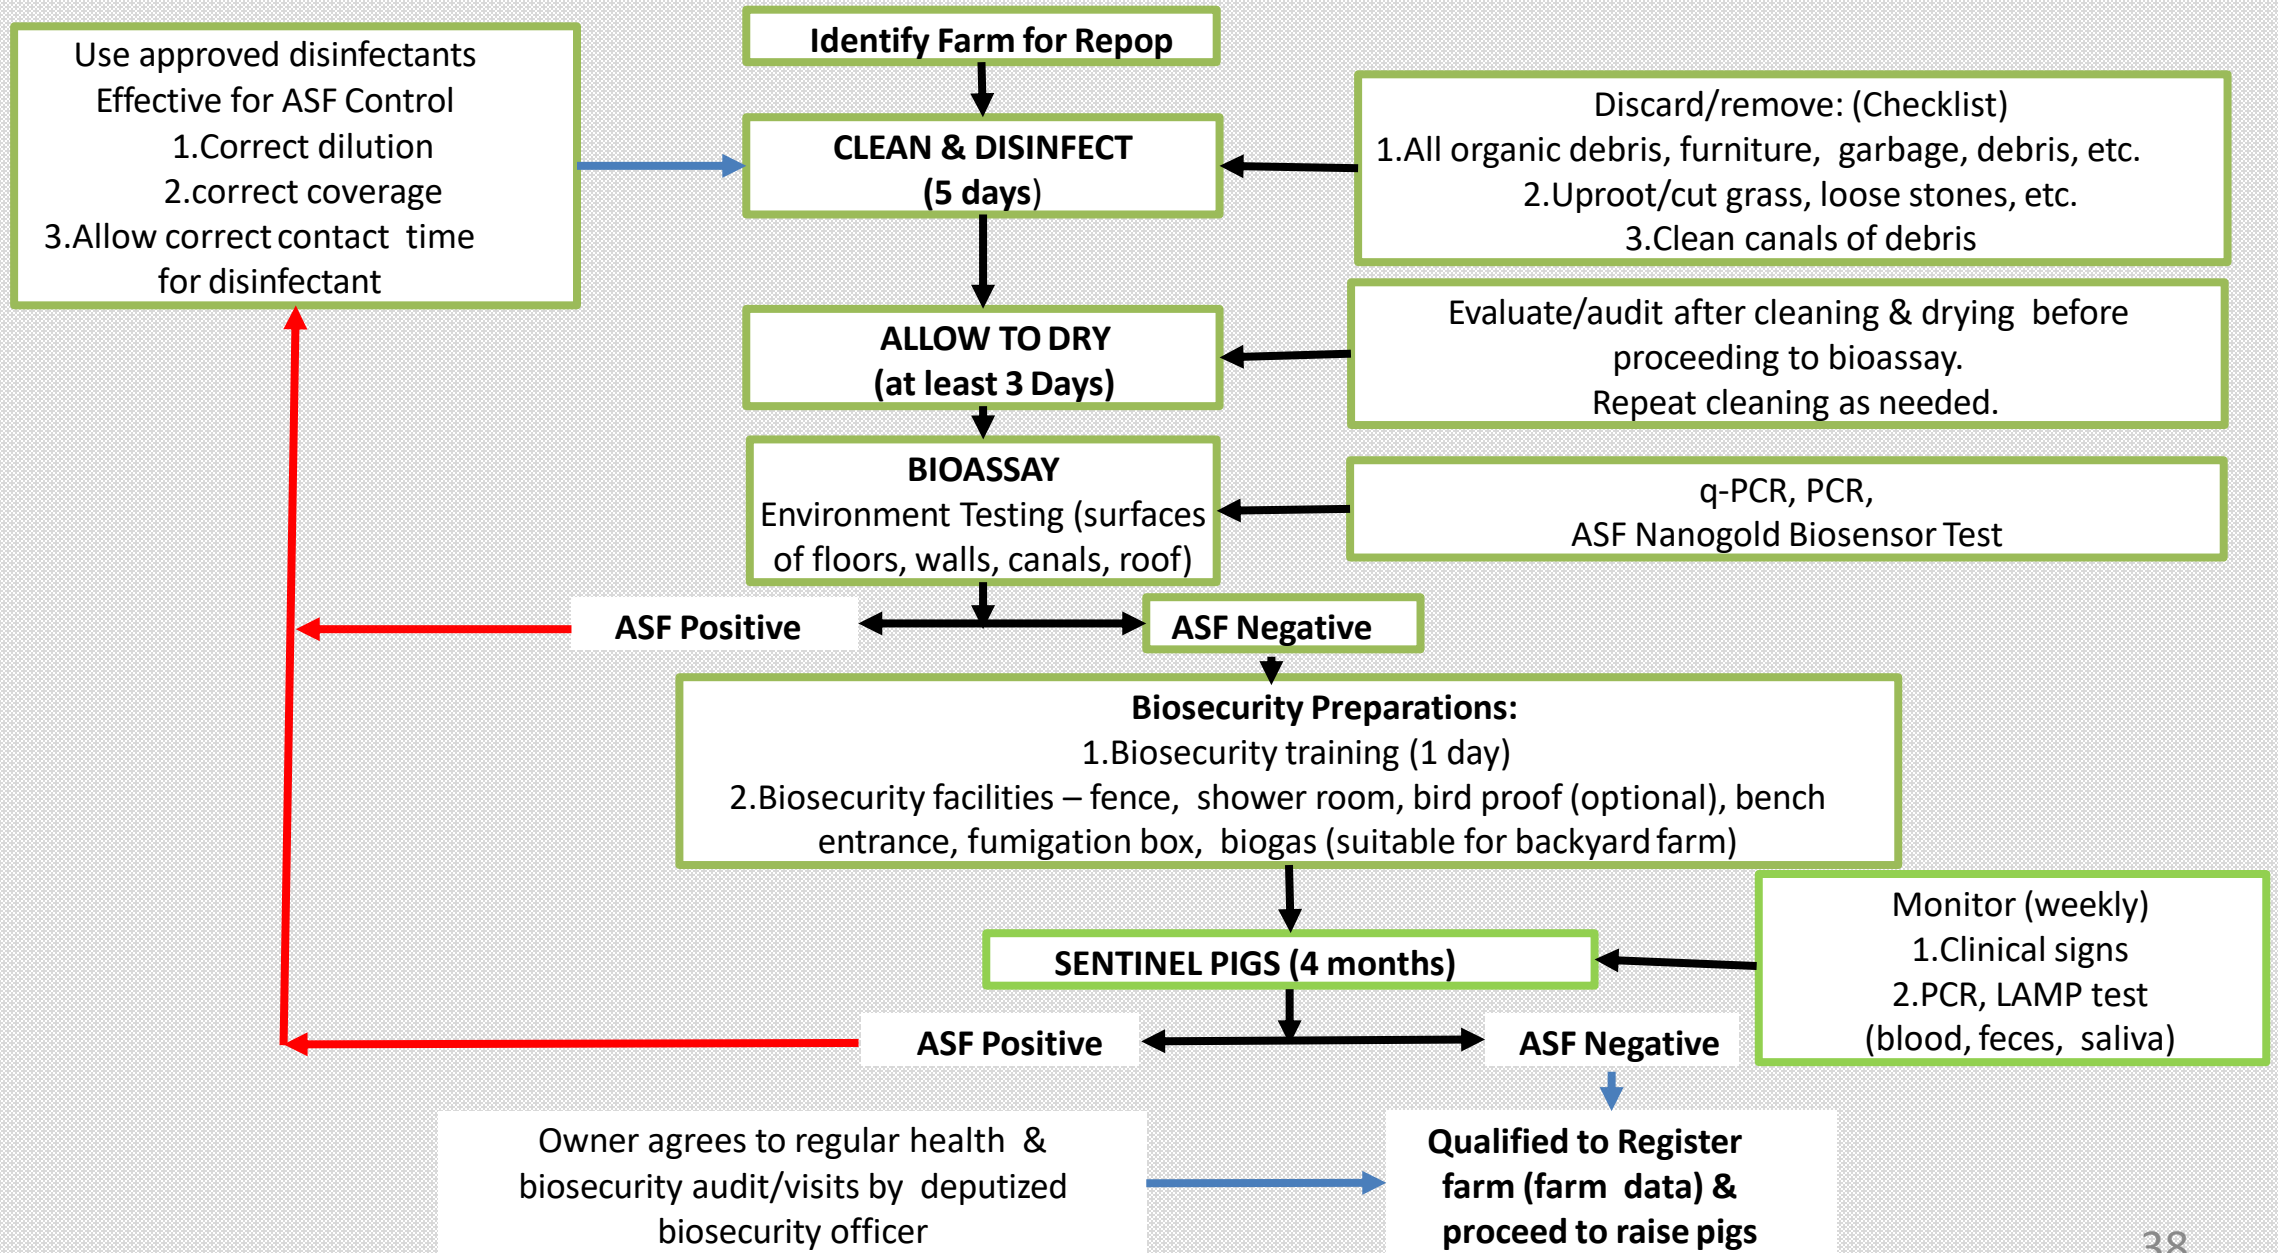 Identify Farm for Repop
Use approved disinfectants
Effective for ASF Control
1.Correct dilution
2.correct coverage
3.Allow correct contact time
for disinfectant
CLEAN & DISINFECT
(5 days)
Discard/remove: (Checklist)
1.All organic debris, furniture, garbage, debris, etc.
2.Uproot/cut grass, loose stones, etc.
3.Clean canals of debris
ALLOW TO DRY
(at least 3 Days)
Evaluate/audit after cleaning & drying before
proceeding to bioassay.
Repeat cleaning as needed.
BIOASSAY
Environment Testing (surfaces
of floors, walls, canals, roof)
q-PCR, PCR,
ASF Nanogold Biosensor Test
ASF Positive
ASF Negative
Biosecurity Preparations:
1.Biosecurity training (1 day)
2.Biosecurity facilities – fence, shower room, bird proof (optional), bench
entrance, fumigation box, biogas (suitable for backyard farm)
SENTINEL PIGS (4 months)
Monitor (weekly)
1.Clinical signs
2.PCR, LAMP test
(blood, feces, saliva)
ASF Positive
ASF Negative
Owner agrees to regular health &
biosecurity audit/visits by deputized
biosecurity officer
Qualified to Register
farm (farm data) &
proceed to raise pigs
38